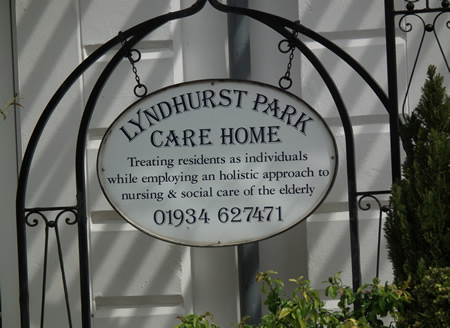 LYNDHURST PARK
CARE HOME
Treating residents as individuals
while employing an holistic approach to
nursing & social care of the elderly
01934 627471